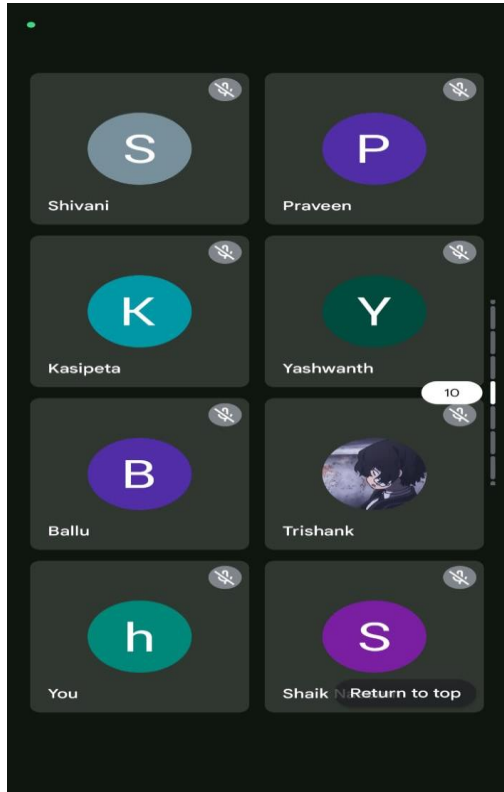 S
P
Shivani
Praveen
K
Y
Kasipeta
Yashwanth
10
B
Ballu
Trishank
h
S
You
Shaik
Return to top